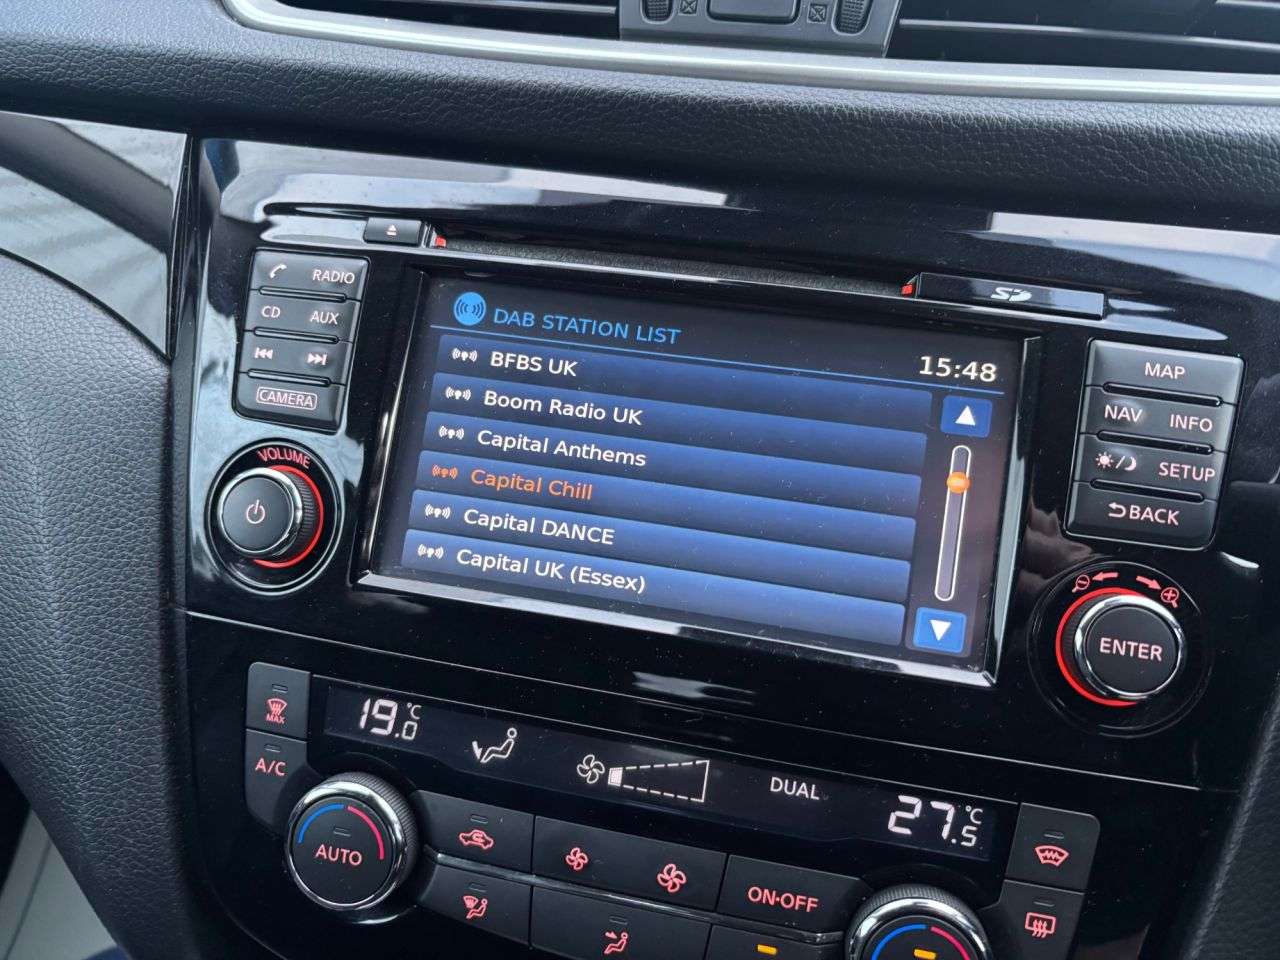 RADIO
CD AUX
CAMERA
VOLUME
DAB STATION LIST
15:48
BFBS UK
Boom Radio UK
Capital Anthems
Capital Chill
Capital DANCE
Capital UK (Essex)
SD
MAP
NAV INFO
SETUP
BACK
ENTER
MAX
A/C
19.0°C
DUAL
27.5°C
AUTO
ON·OFF